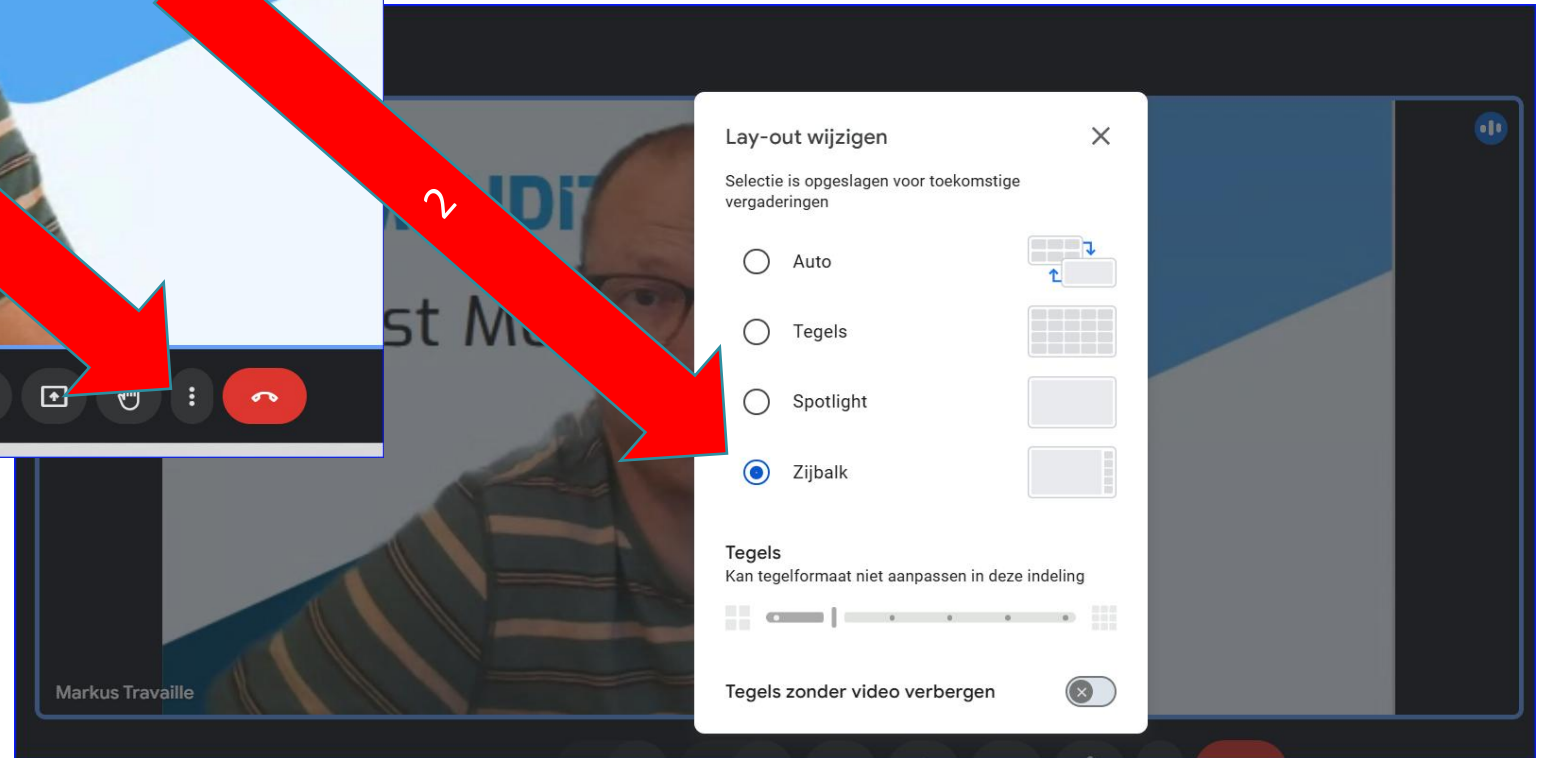 2
Lay-out wijzigen
Selectie is opgeslagen voor toekomstige
vergaderingen
Auto
Tegels
Spotlight
Zijbalk
Tegels
Kan tegelformaat niet aanpassen in deze indeling
Tegels zonder video verbergen
Markus Travaille